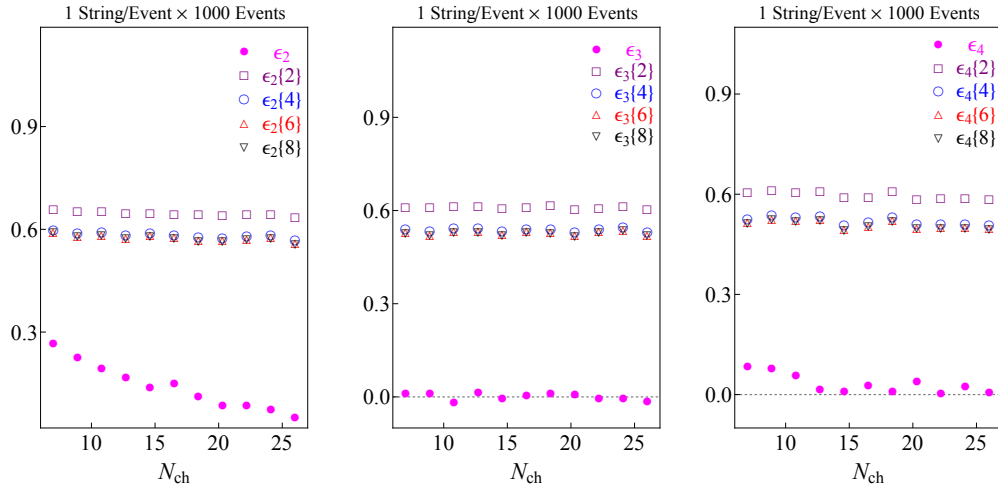 1 String/Event × 1000 Events
ϵ2
ϵ2{2}
ϵ2{4}
ϵ2{6}
ϵ2{8}
0.9
0.6
0.3
10 15 20 25
Nch
1 String/Event × 1000 Events
ϵ3
ϵ3{2}
ϵ3{4}
ϵ3{6}
ϵ3{8}
0.9
0.6
0.3
0.0
10 15 20 25
Nch
1 String/Event × 1000 Events
ϵ4
ϵ4{2}
ϵ4{4}
ϵ4{6}
ϵ4{8}
0.9
0.6
0.3
0.0
10 15 20 25
Nch